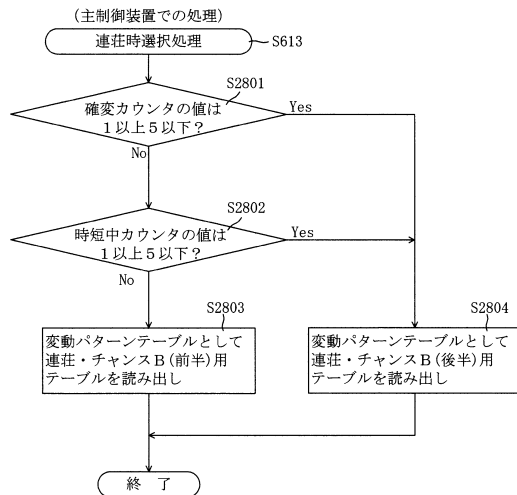 (主制御装置での処理)
連荘時選択処理
S613
S2801
確変カウンタの値は
１以上５以下？
Yes
No
S2802
時短中カウンタの値は
１以上５以下？
Yes
No
S2803
変動パターンテーブルとして
連荘・チャンスＢ(前半)用
テーブルを読み出し
S2804
変動パターンテーブルとして
連荘・チャンスＢ(後半)用
テーブルを読み出し
終 了